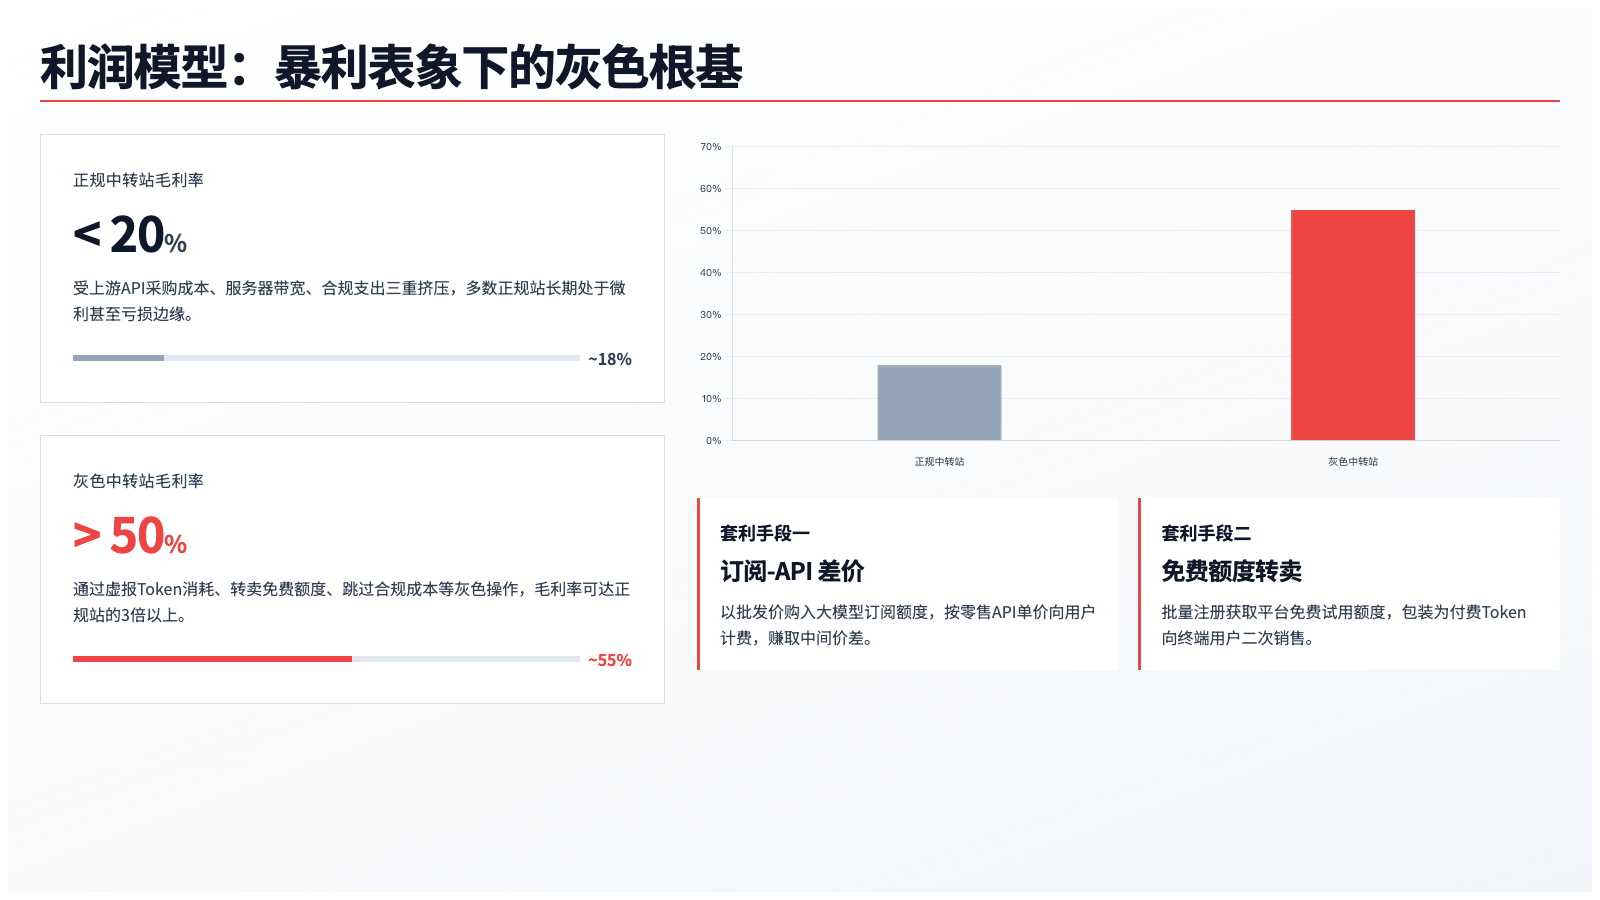 利润模型：暴利表象下的灰色根基
正规中转站毛利率
< 20%
受上游API采购成本、服务器带宽、合规支出三重挤压，多数正规站长期处于微
利甚至亏损边缘。
~18%
灰色中转站毛利率
> 50%
通过虚报Token消耗、转卖免费额度、跳过合规成本等灰色操作，毛利率可达正
规站的3倍以上。
~55%
70%
60%
50%
40%
30%
20%
10%
0%
正规中转站
灰色中转站
套利手段一
订阅-API 差价
以批发价购入大模型订阅额度，按零售API单价向用户
计费，赚取中间价差。
套利手段二
免费额度转卖
批量注册获取平台免费试用额度，包装为付费Token
向终端用户二次销售。